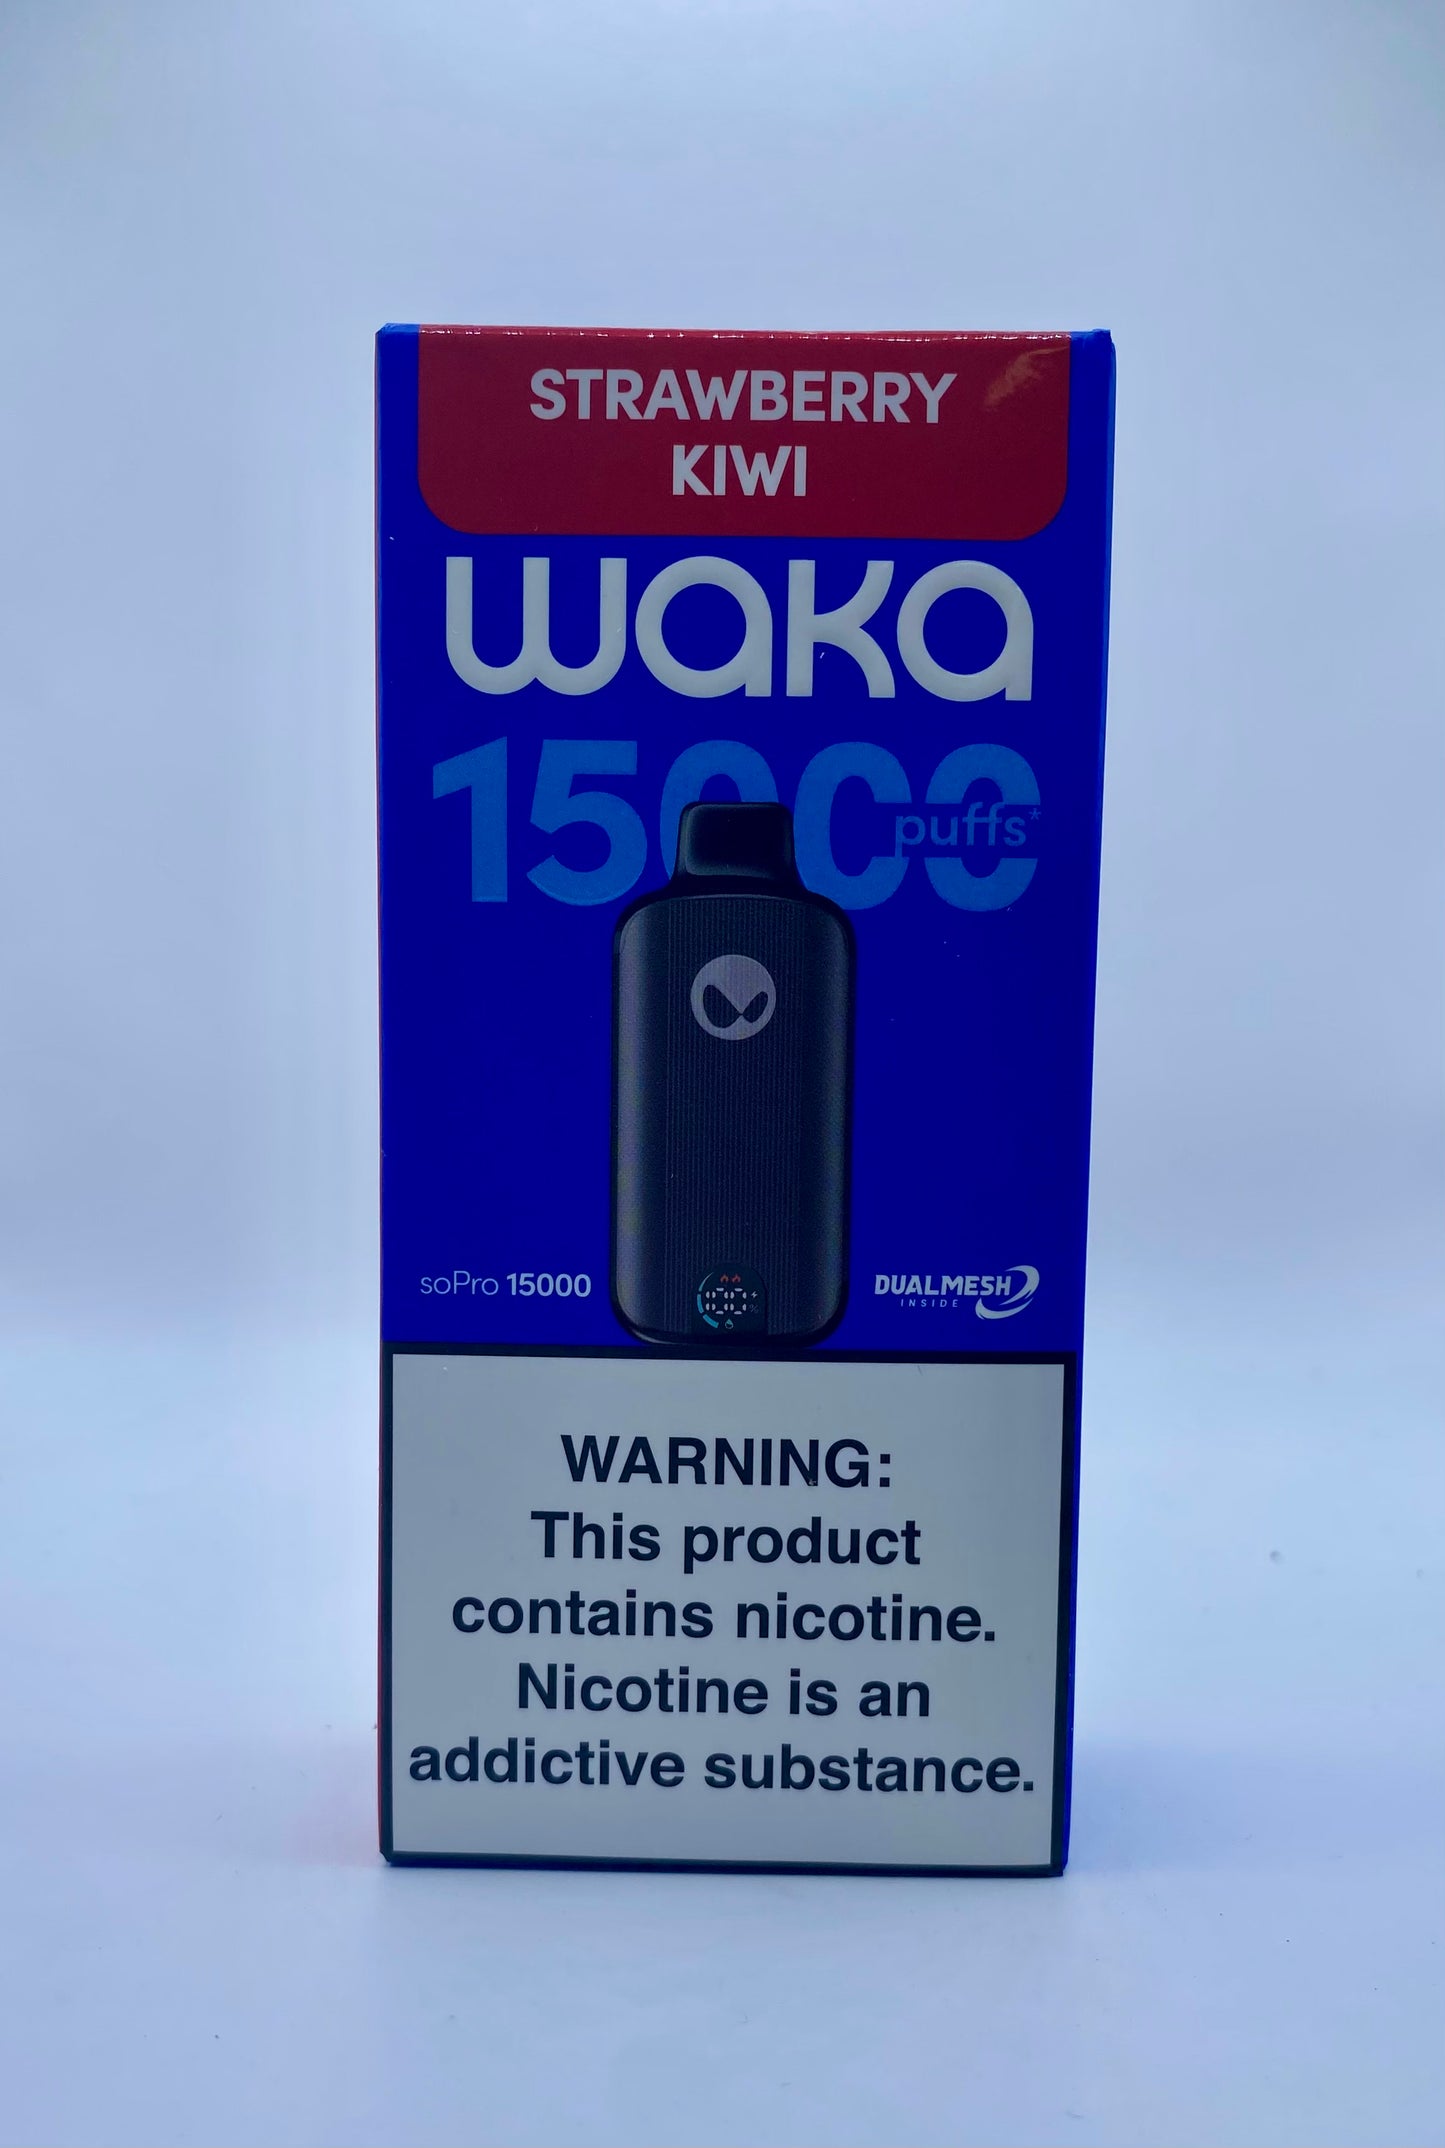 STRAWBERRY
KIWI
waka
15000
puffs*
soPro 15000
DUALMESH
INSIDE
WARNING:
This product
contains nicotine.
Nicotine is an
addictive substance.